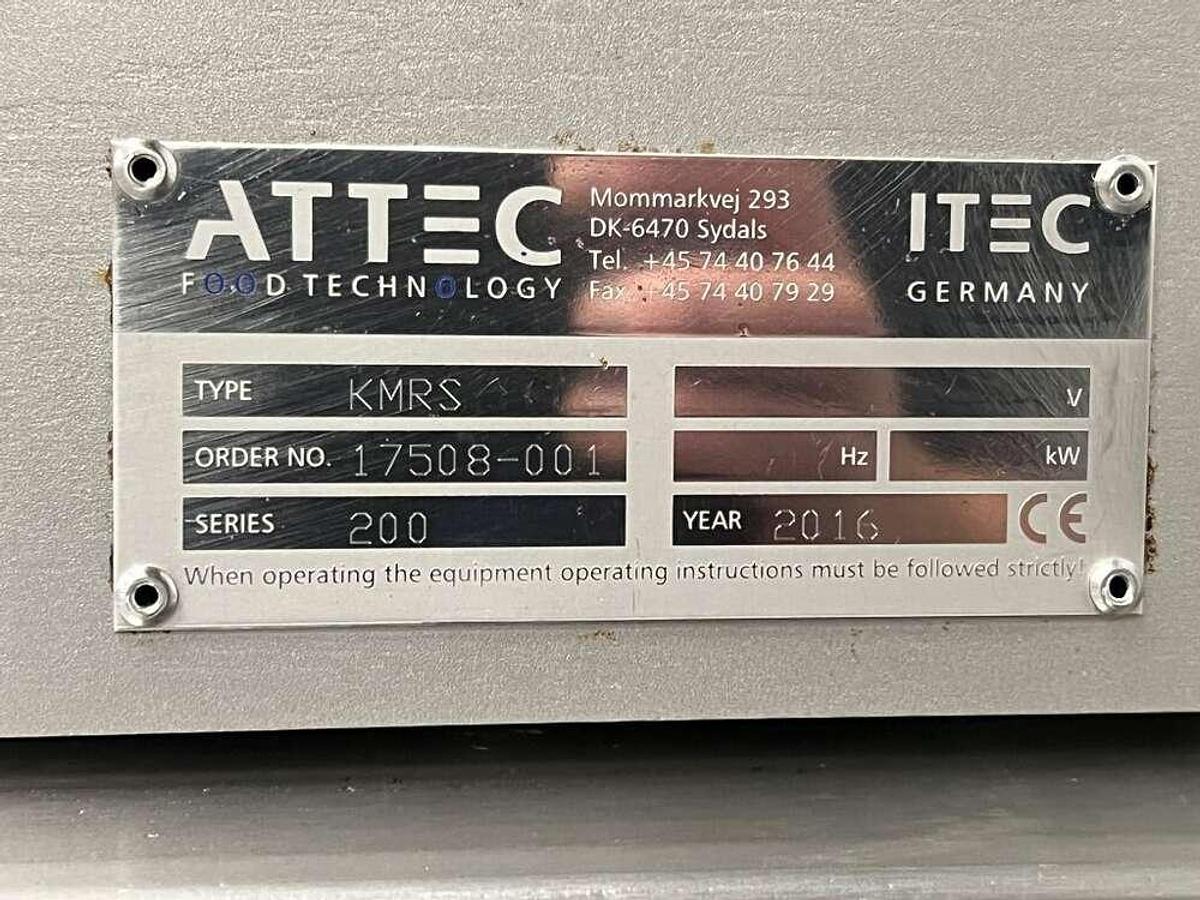 ATTEC
FOOD TECHNOLOGY
Mommarkvej 293
DK-6470 Sydals
Tel. +45 74 40 76 44
Fax. +45 74 40 79 29
ITEC
GERMANY
TYPE KMRS
V
ORDER NO. 17508-001
Hz
kW
SERIES 200
YEAR 2016
CE
When operating the equipment operating instructions must be followed strictly!